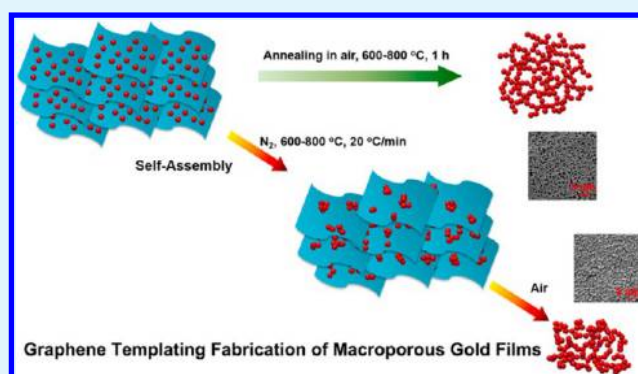 Annealing in air, 600-800 °C, 1 h
N₂, 600-800 °C, 20 °C/min
Self-Assembly
Air
Graphene Templating Fabrication of Macroporous Gold Films